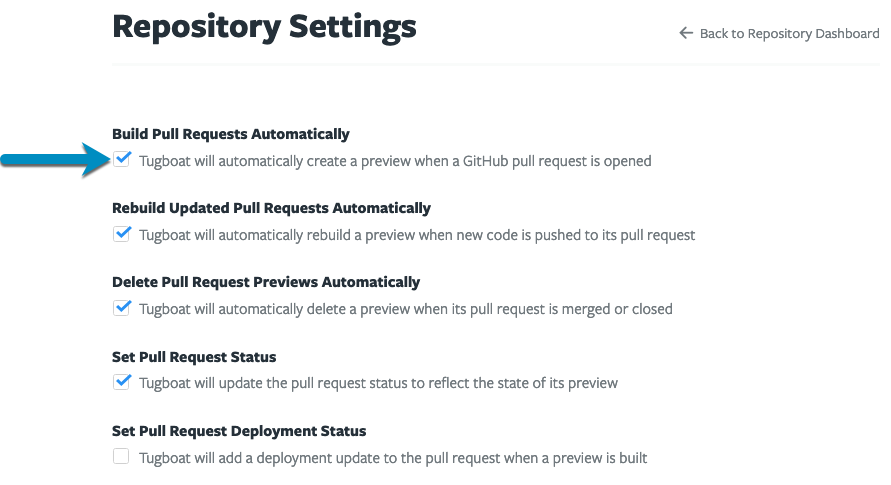 Repository Settings
← Back to Repository Dashboard
Build Pull Requests Automatically
Tugboat will automatically create a preview when a GitHub pull request is opened
Rebuild Updated Pull Requests Automatically
Tugboat will automatically rebuild a preview when new code is pushed to its pull request
Delete Pull Request Previews Automatically
Tugboat will automatically delete a preview when its pull request is merged or closed
Set Pull Request Status
Tugboat will update the pull request status to reflect the state of its preview
Set Pull Request Deployment Status
Tugboat will add a deployment update to the pull request when a preview is built